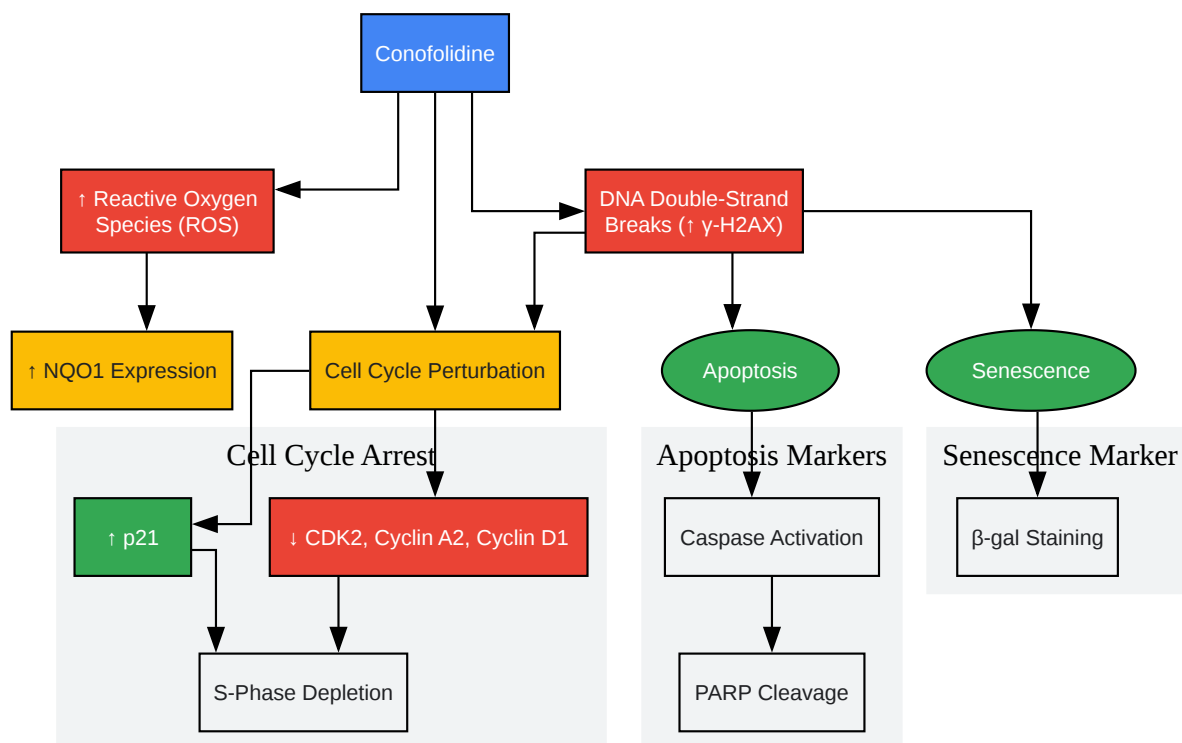 Conofolidine
↑ Reactive Oxygen
Species (ROS)
DNA Double-Strand
Breaks (↑ γ-H2AX)
↑ NQO1 Expression
Cell Cycle Perturbation
Apoptosis
Senescence
Cell Cycle Arrest
Apoptosis Markers
Senescence Marker
↑ p21
↓ CDK2, Cyclin A2, Cyclin D1
Caspase Activation
β-gal Staining
S-Phase Depletion
PARP Cleavage